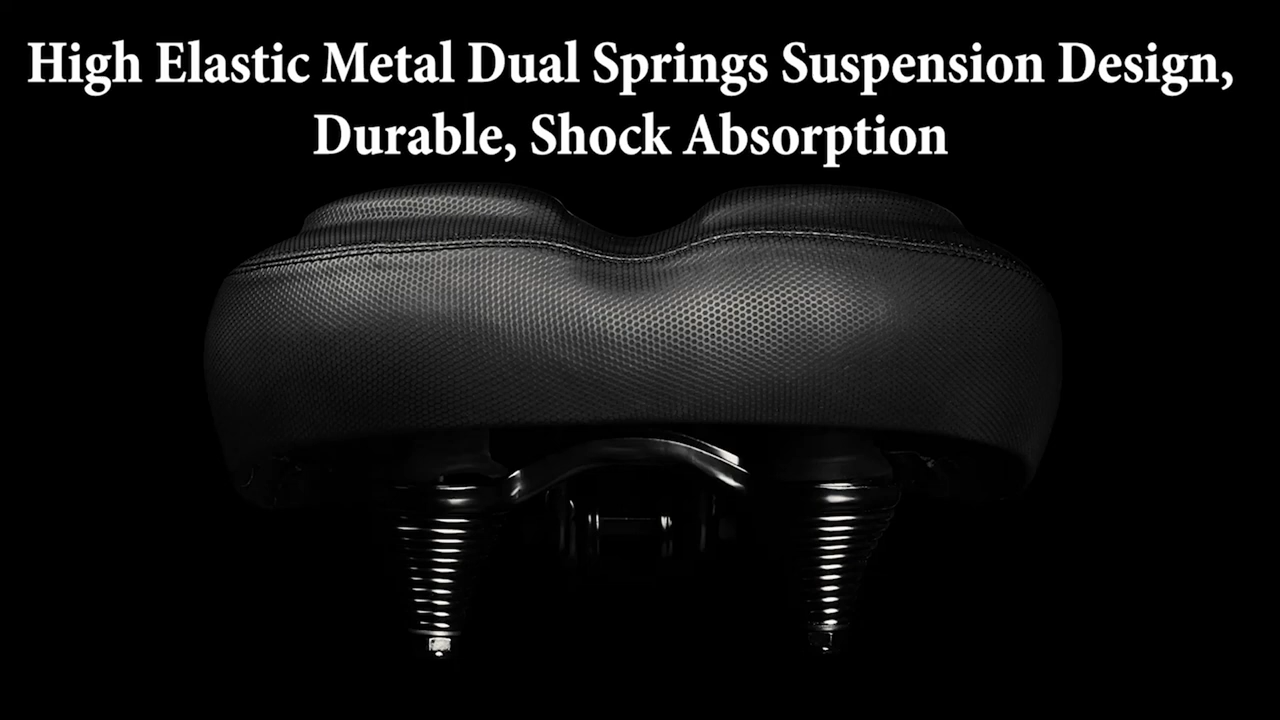 High Elastic Metal Dual Springs Suspension Design,
Durable, Shock Absorption